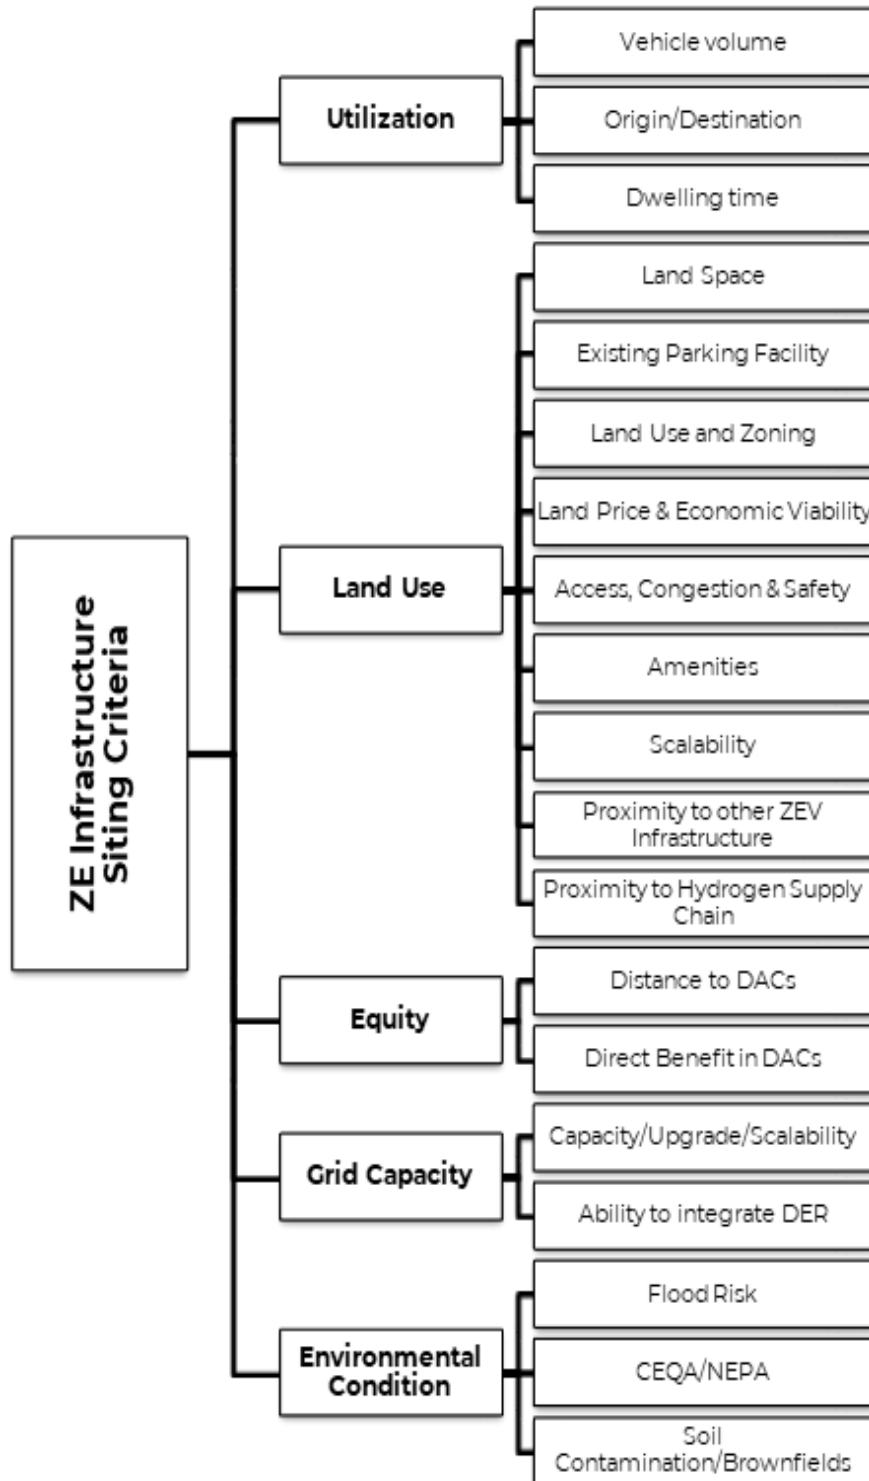 ZE Infrastructure
Siting Criteria
Utilization
Vehicle volume
Origin/Destination
Dwelling time
Land Use
Land Space
Existing Parking Facility
Land Use and Zoning
Land Price & Economic Viability
Access, Congestion & Safety
Amenities
Scalability
Proximity to other ZEV
Infrastructure
Proximity to Hydrogen Supply
Chain
Equity
Distance to DACs
Direct Benefit in DACs
Grid Capacity
Capacity/Upgrade/Scalability
Ability to integrate DER
Environmental
Condition
Flood Risk
CEQA/NEPA
Soil
Contamination/Brownfields